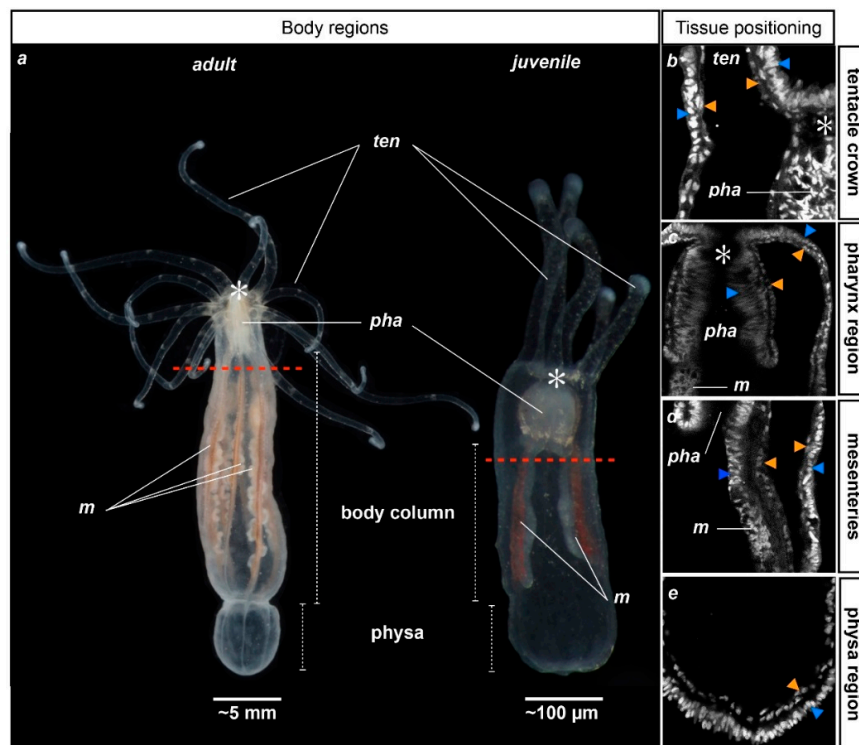 Body regions
Tissue positioning
a
adult
juvenile
b
ten
*
pha
tentacle crown
ten
*
pha
*
c
*
pha
m
pharynx region
m
body column
m
d
pha
m
mesenteries
physa
e
physa region
~5 mm
~100 µm